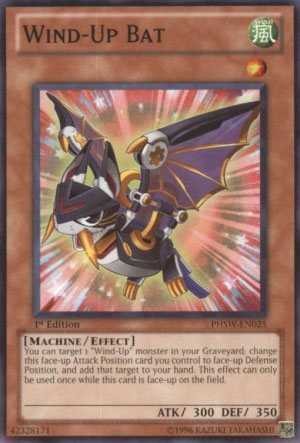 WIND-UP BAT
WIND
風
1st Edition
PHSW-EN025
[MACHINE / EFFECT]
You can target 1 "Wind-Up" monster in your Graveyard; change
this face-up Attack Position card you control to face-up Defense
Position, and add that target to your hand. This effect can only
be used once while this card is face-up on the field.
ATK/ 300 DEF/ 350
42328171
©1996 KAZUKI TAKAHASHI